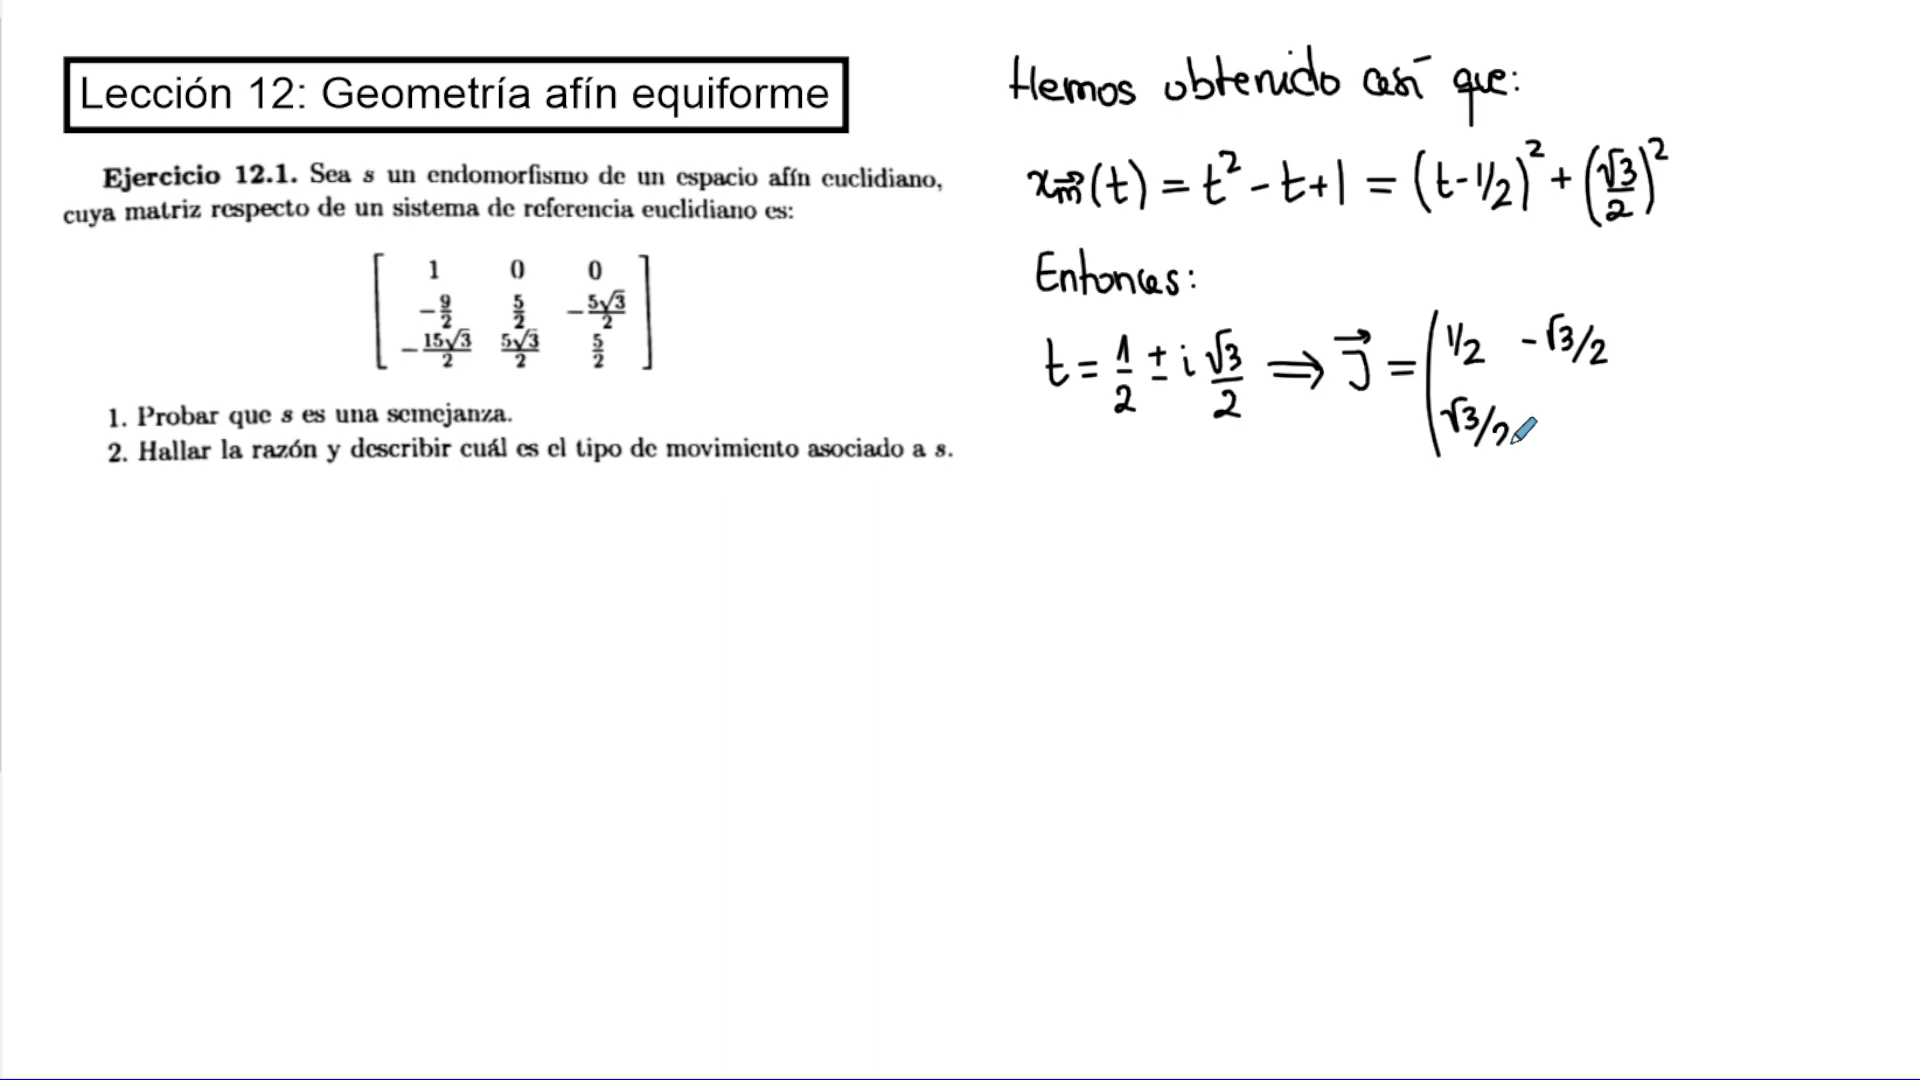 Lección 12: Geometría afín equiforme
Ejercicio 12.1. Sea s un endomorfismo de un espacio afín euclidiano,
cuya matriz respecto de un sistema de referencia euclidiano es:
[ 1 0 0
-9/2 5/2 -5√3/2
-15√3/2 5√3/2 5/2 ]
1. Probar que s es una semejanza.
2. Hallar la razón y describir cuál es el tipo de movimiento asociado a s.
Hemos obtenido así que:
x_m⃗(t) = t² - t + 1 = (t - 1/2)² + (√3/2)²
Entonces:
t = 1/2 ± i √3/2 ⟹ J⃗ = ( 1/2 -√3/2
√3/2